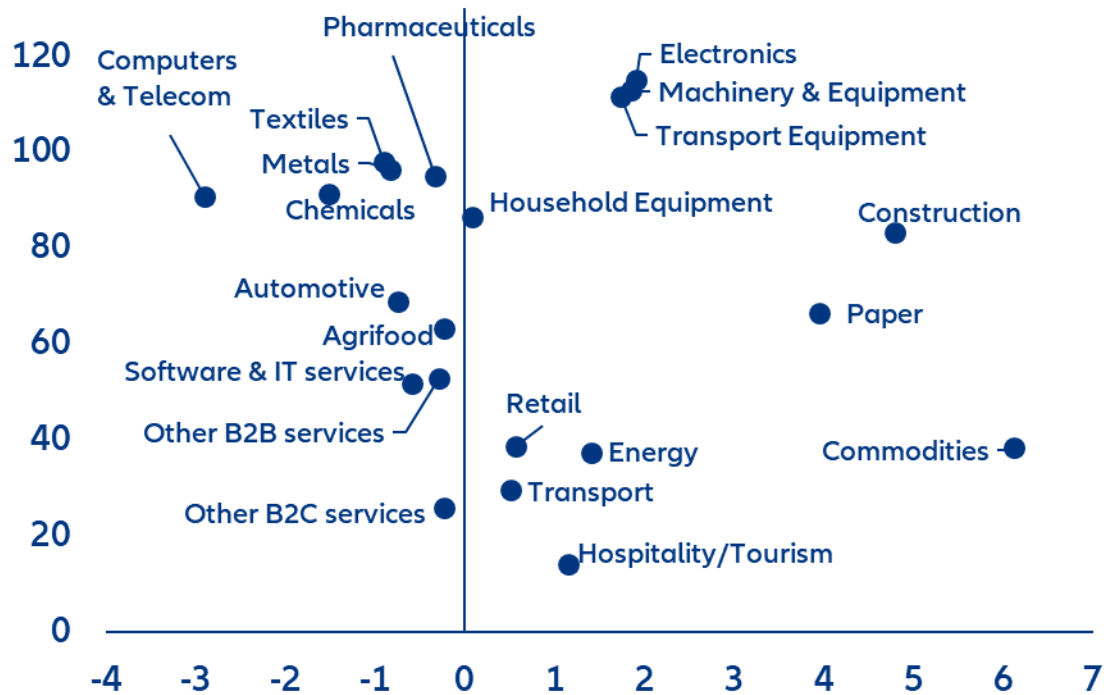 Pharmaceuticals
120
Computers
& Telecom
Electronics
Machinery & Equipment
Textiles
Transport Equipment
100
Metals
Chemicals
Household Equipment
Construction
80
Automotive
Paper
Agrifood
60
Software & IT services
Retail
Other B2B services
40
Energy
Commodities
Transport
Other B2C services
20
Hospitality/Tourism
0
-4 -3 -2 -1 0 1 2 3 4 5 6 7